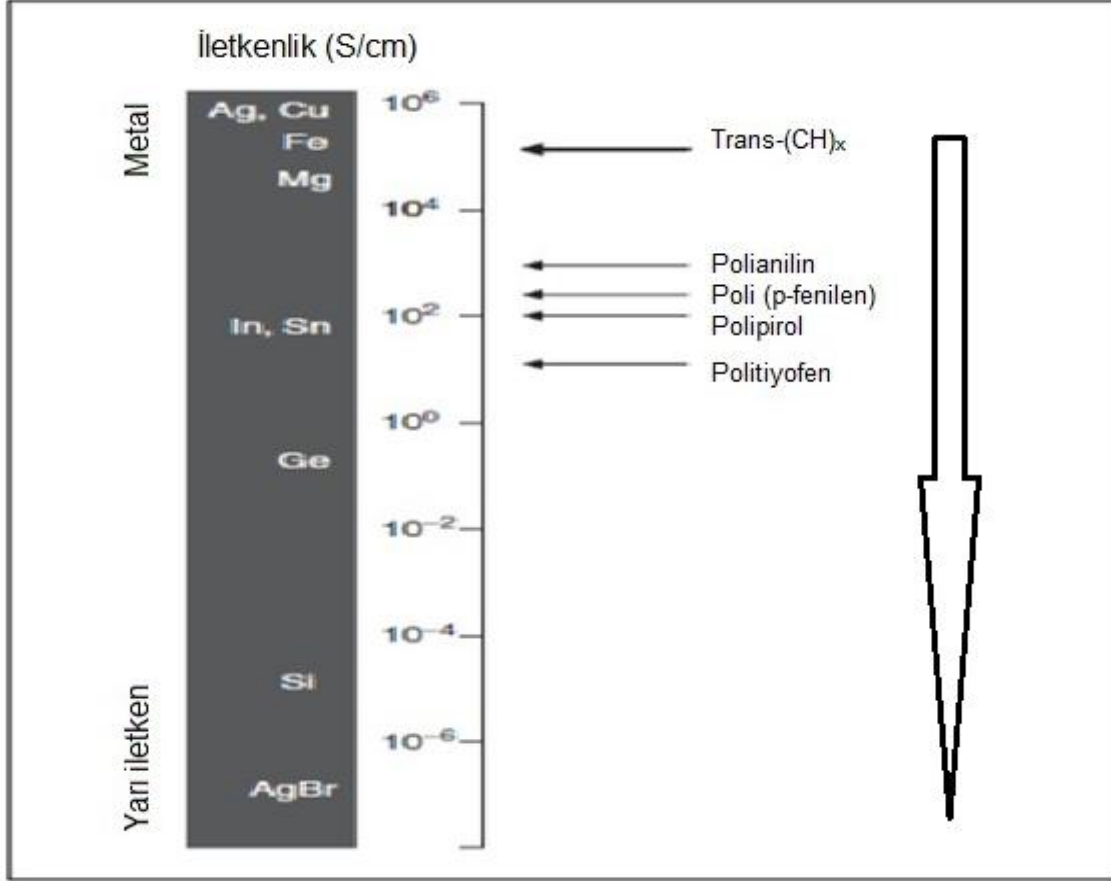 İletkenlik (S/cm)
Metal
Yarı iletken
Ag, Cu
Fe
Mg
In, Sn
Ge
Si
AgBr
10⁶
10⁴
10²
10⁰
10⁻²
10⁻⁴
10⁻⁶
Trans-(CH)ₓ
Polianilin
Poli (p-fenilen)
Polipirol
Politiyofen